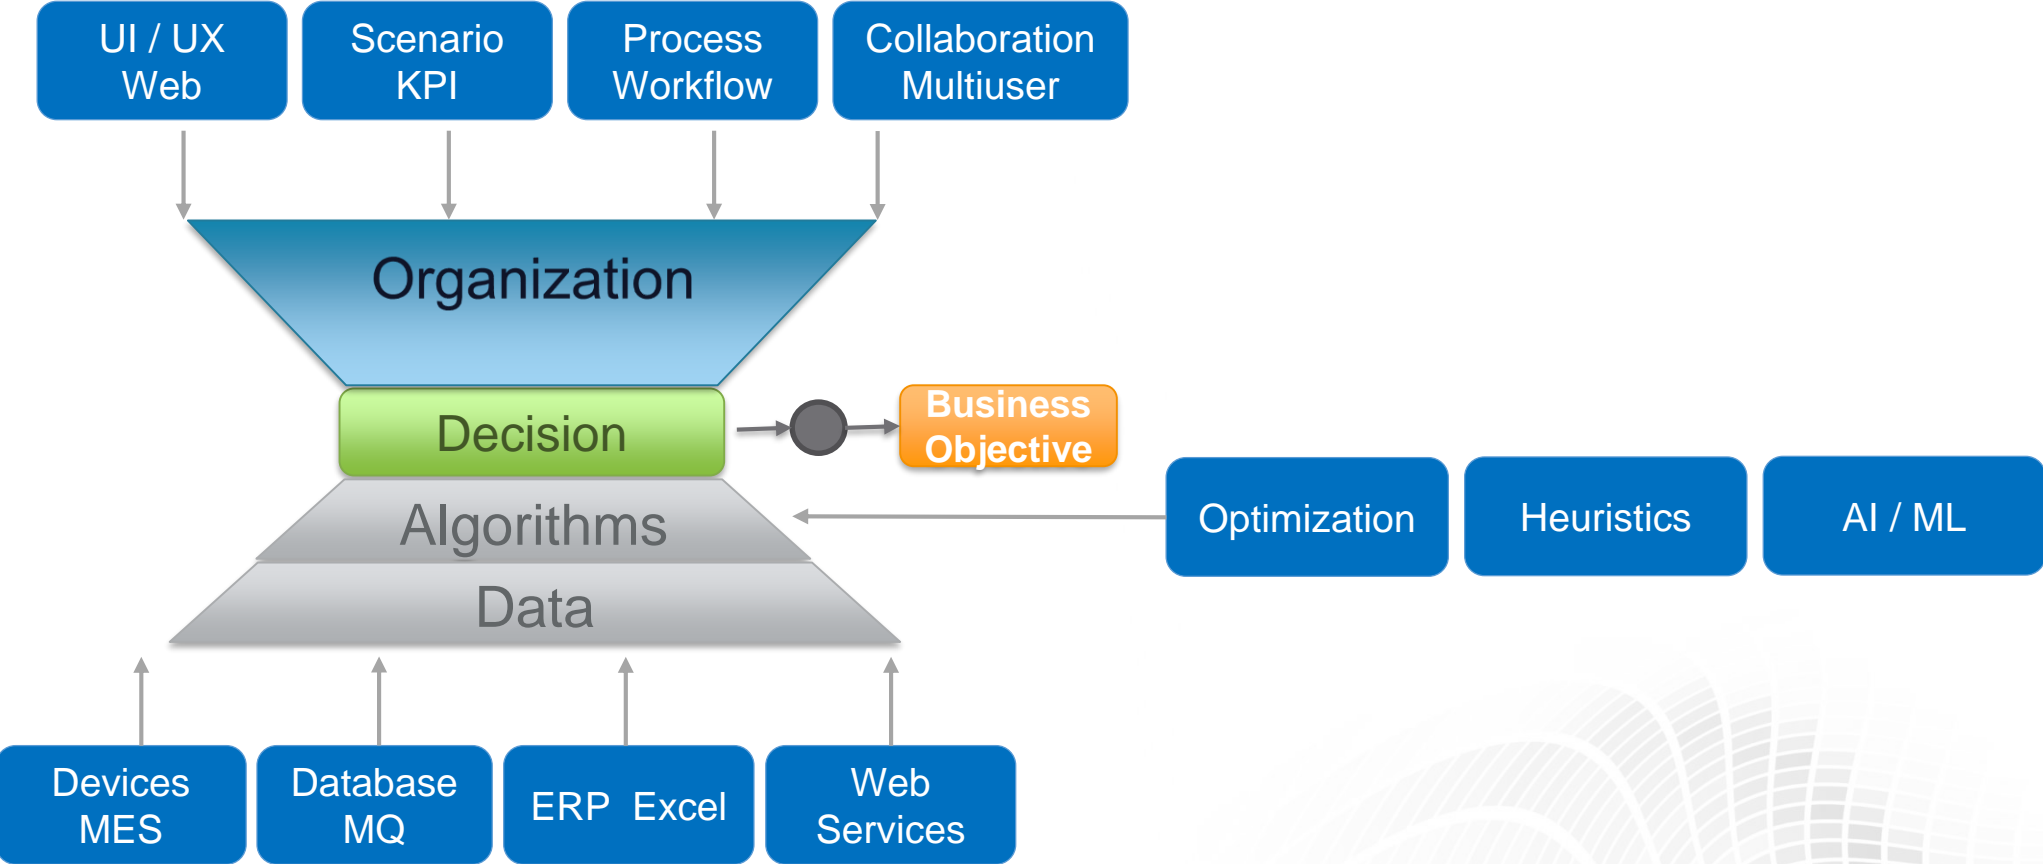 UI / UX
Web
Scenario
KPI
Process
Workflow
Collaboration
Multiuser
Organization
Decision
Business
Objective
Algorithms
Optimization
Heuristics
AI / ML
Data
Devices
MES
Database
MQ
ERP Excel
Web
Services